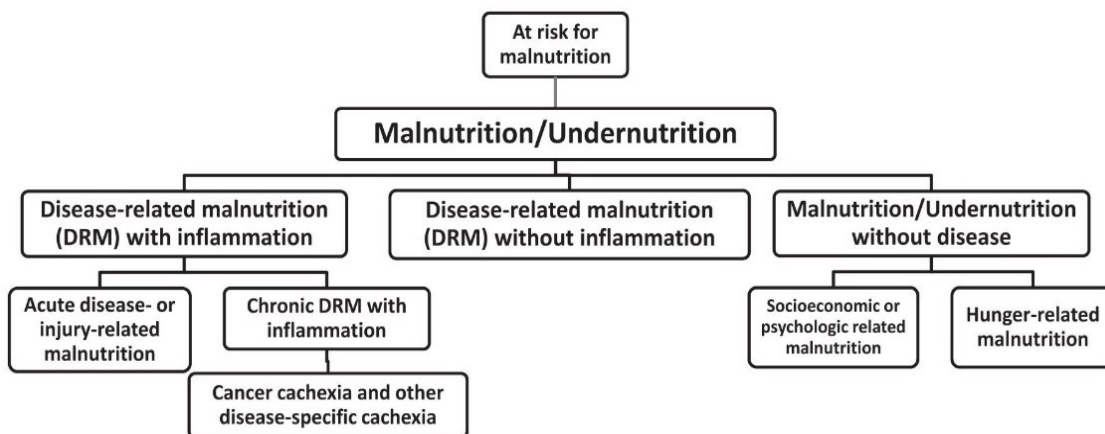 At risk for
malnutrition
Malnutrition/Undernutrition
Disease-related malnutrition
(DRM) with inflammation
Disease-related malnutrition
(DRM) without inflammation
Malnutrition/Undernutrition
without disease
Acute disease- or
injury-related
malnutrition
Chronic DRM with
inflammation
Socioeconomic or
psychologic related
malnutrition
Hunger-related
malnutrition
Cancer cachexia and other
disease-specific cachexia